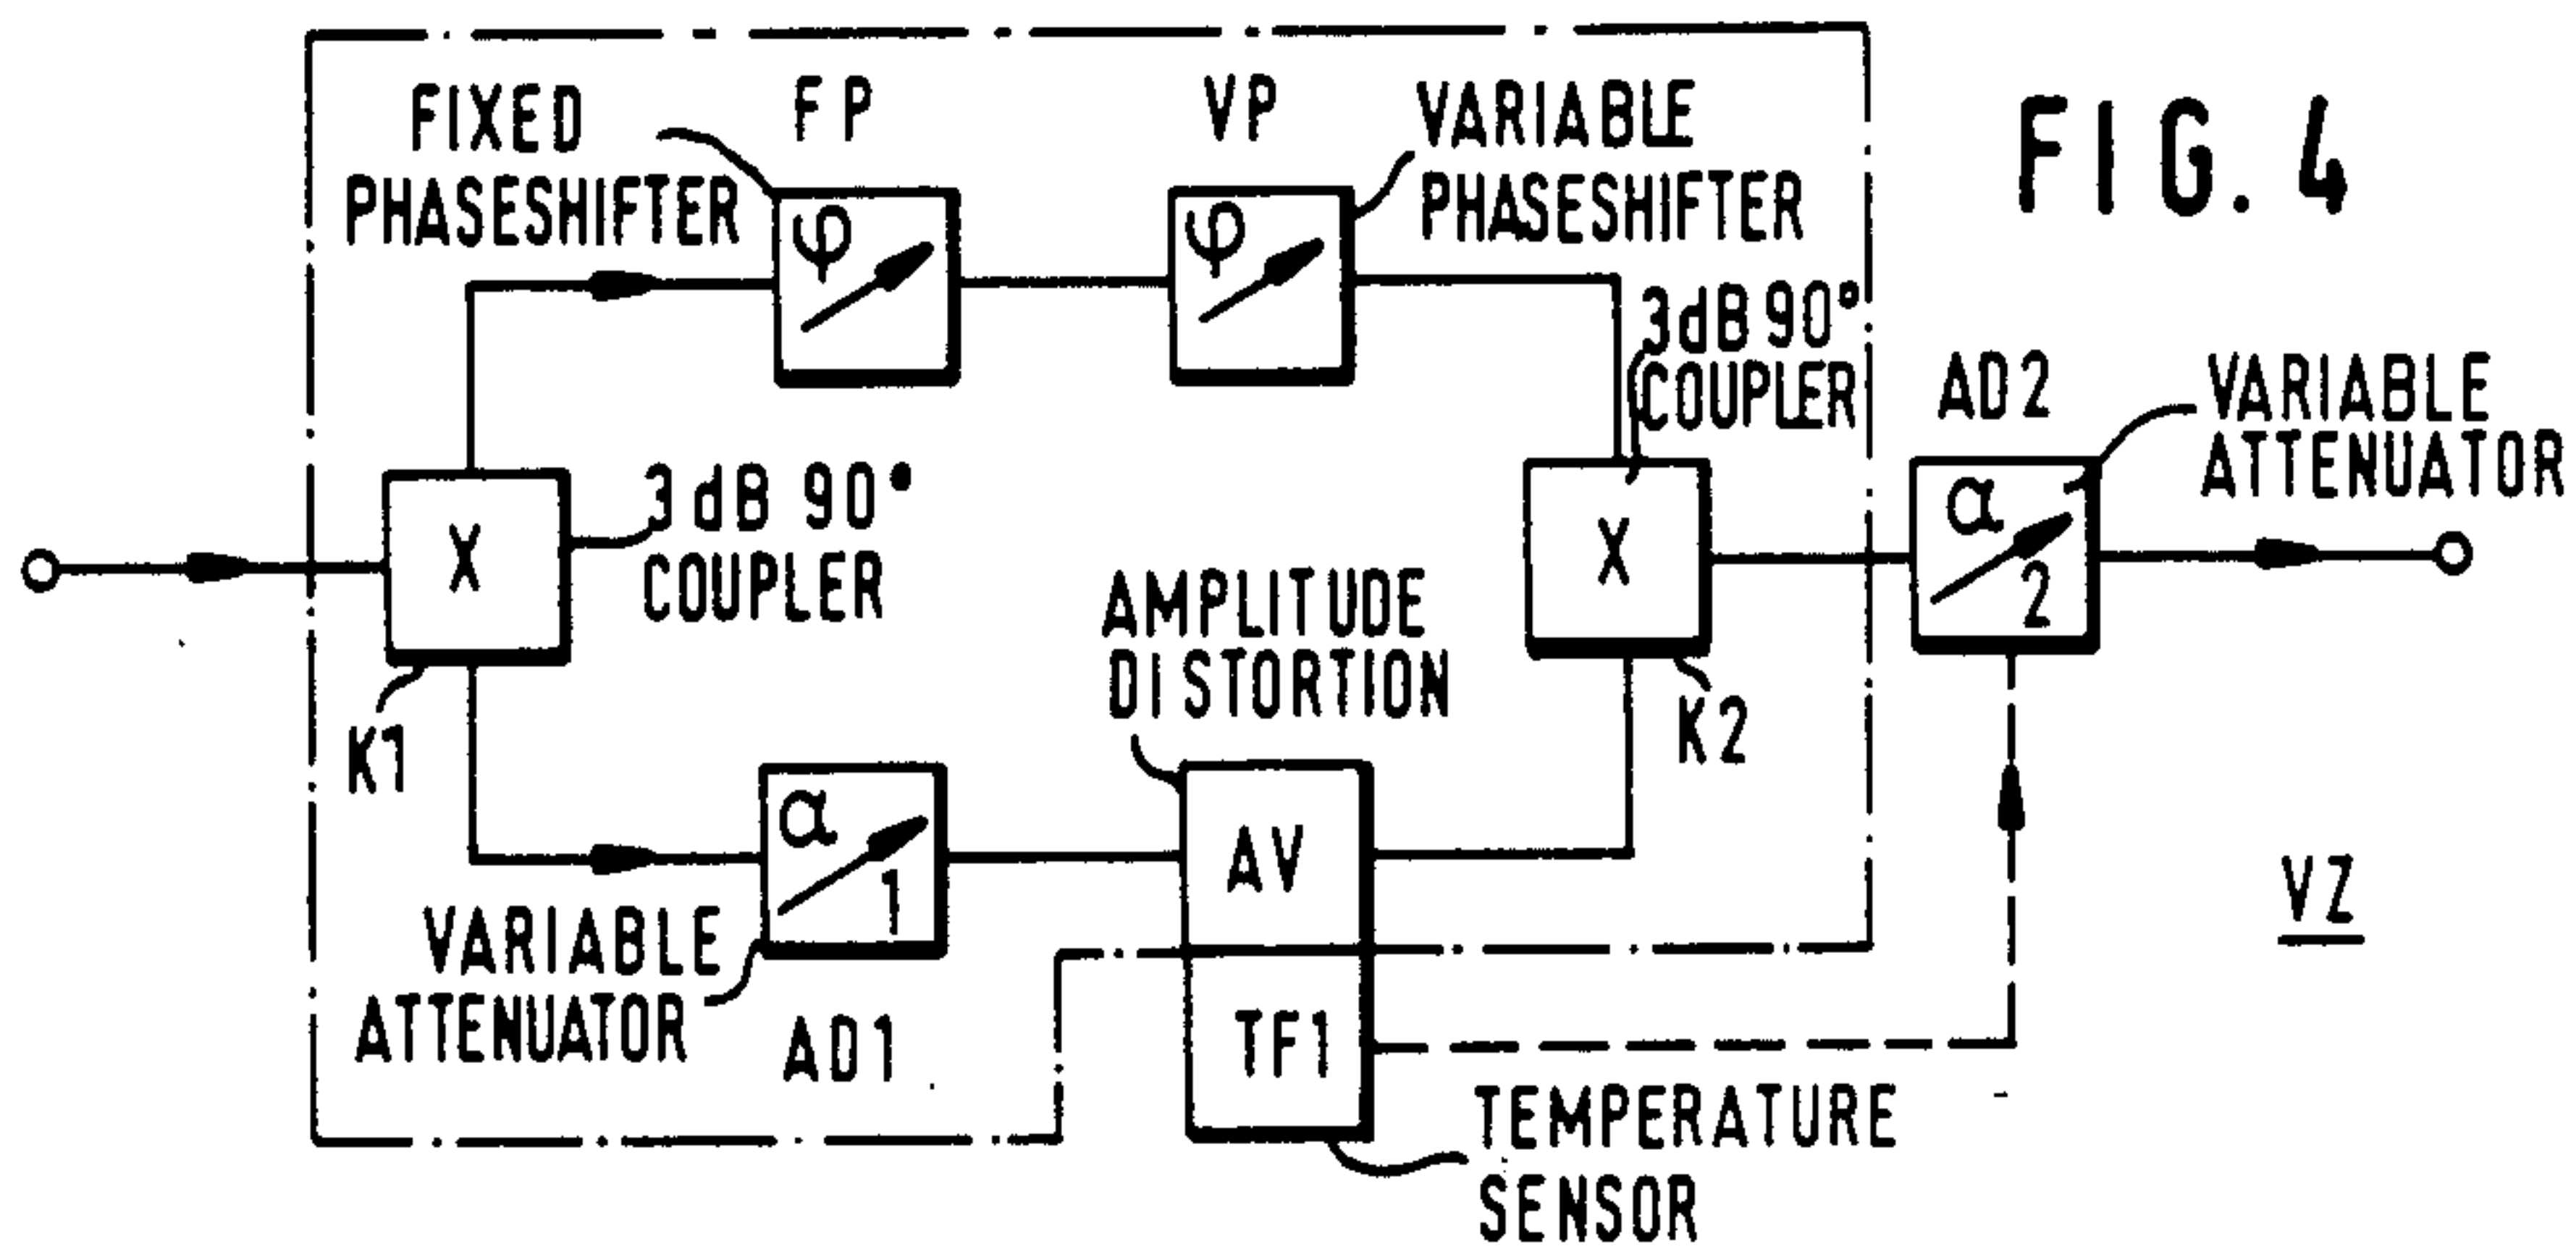 FIG. 4
FIXED
PHASESHIFTER
FP
VP
VARIABLE
PHASESHIFTER
φ
φ
3dB 90°
COUPLER
X
3dB 90°
COUPLER
K1
X
K2
AD2
VARIABLE
ATTENUATOR
α
2
AMPLITUDE
DISTORTION
α
1
VARIABLE
ATTENUATOR
AD1
AV
TF1
TEMPERATURE
SENSOR
VZ